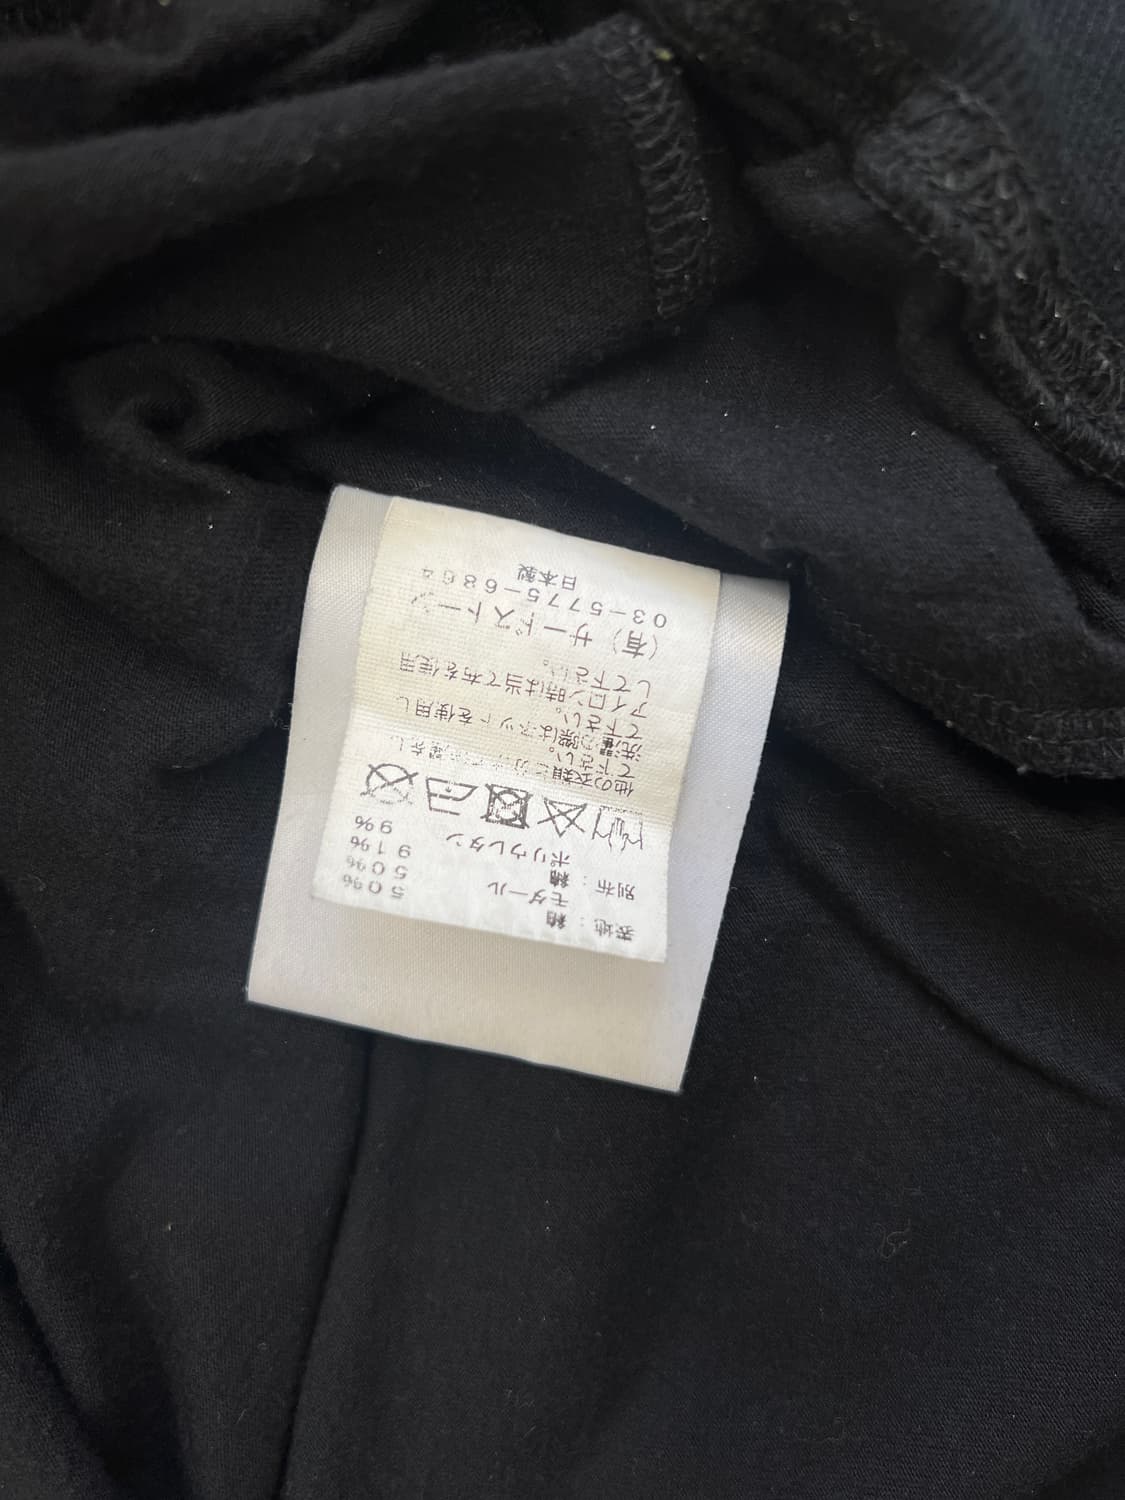 表地：綿 50%
モダール 50%
別布：綿 91%
ポリウレタン 9%
他の衣類と分けて
て下さい。
洗濯の際はネットを使用し
て下さい。
アイロン時は当て布を使用
して下さい。
(有) サードストーン
03-5775-6864
日本製